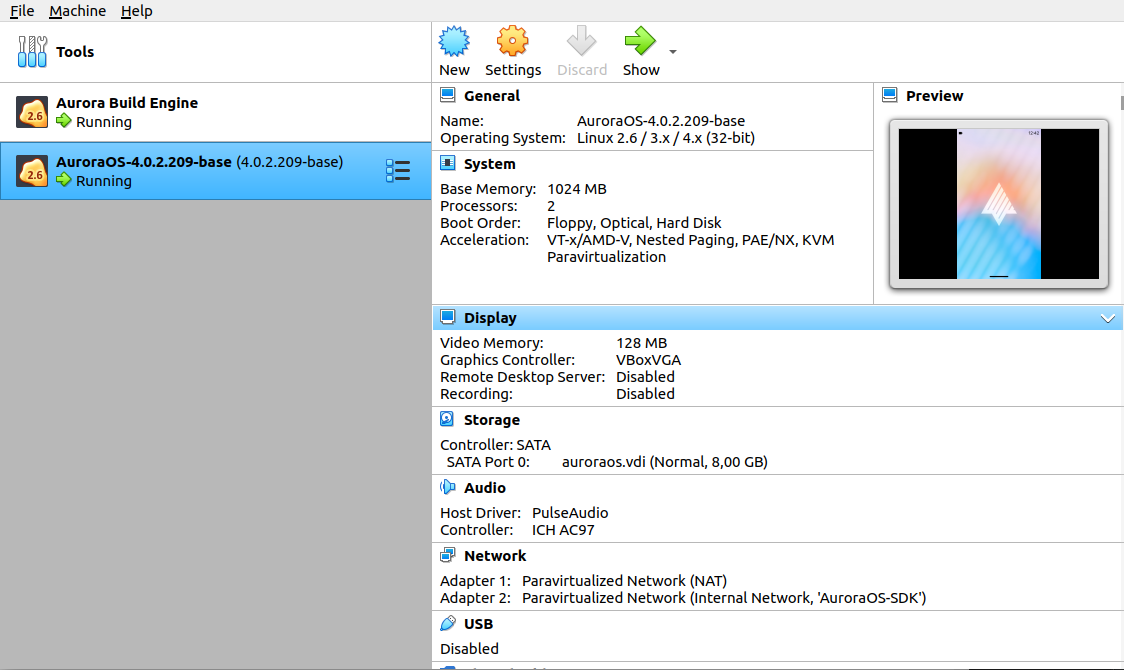 File Machine Help
Tools
New Settings Discard Show
Aurora Build Engine
Running
2.6
AuroraOS-4.0.2.209-base (4.0.2.209-base)
Running
2.6
General
Name: AuroraOS-4.0.2.209-base
Operating System: Linux 2.6 / 3.x / 4.x (32-bit)
Preview
12:42
System
Base Memory: 1024 MB
Processors: 2
Boot Order: Floppy, Optical, Hard Disk
Acceleration: VT-x/AMD-V, Nested Paging, PAE/NX, KVM
Paravirtualization
Display
Video Memory: 128 MB
Graphics Controller: VBoxVGA
Remote Desktop Server: Disabled
Recording: Disabled
Storage
Controller: SATA
SATA Port 0: auroraos.vdi (Normal, 8,00 GB)
Audio
Host Driver: PulseAudio
Controller: ICH AC97
Network
Adapter 1: Paravirtualized Network (NAT)
Adapter 2: Paravirtualized Network (Internal Network, 'AuroraOS-SDK')
USB
Disabled